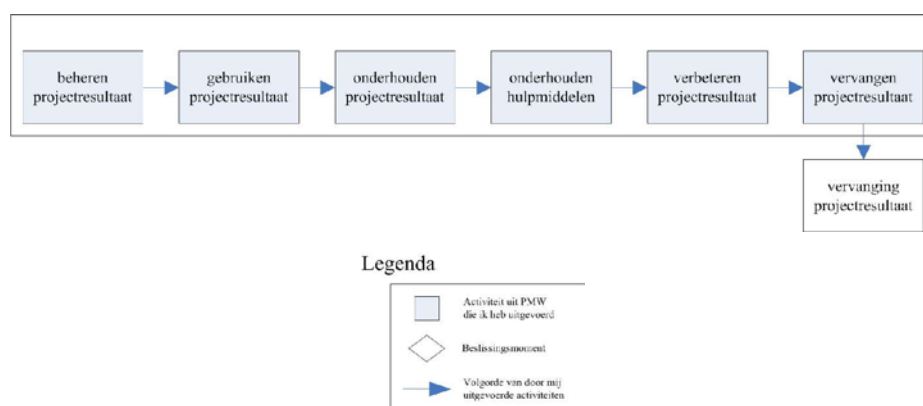 beheren
projectresultaat
gebruiken
projectresultaat
onderhouden
projectresultaat
onderhouden
hulpmiddelen
verbeteren
projectresultaat
vervangen
projectresultaat
vervanging
projectresultaat
Legenda
Activiteit uit PMW
die ik heb uitgevoerd
Beslissingsmoment
Volgorde van door mij
uitgevoerde activiteiten